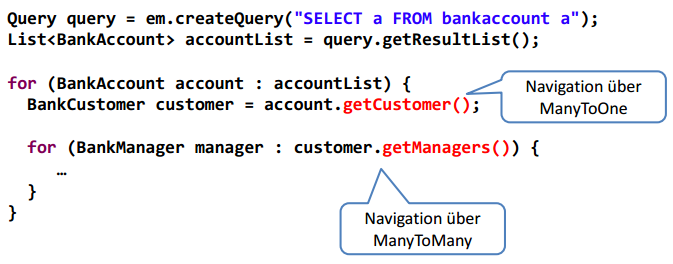 Query query = em.createQuery("SELECT a FROM bankaccount a");
List<BankAccount> accountList = query.getResultList();
for (BankAccount account : accountList) {
BankCustomer customer = account.getCustomer();
Navigation über
ManyToOne
for (BankManager manager : customer.getManagers()) {
…
}
}
Navigation über
ManyToMany